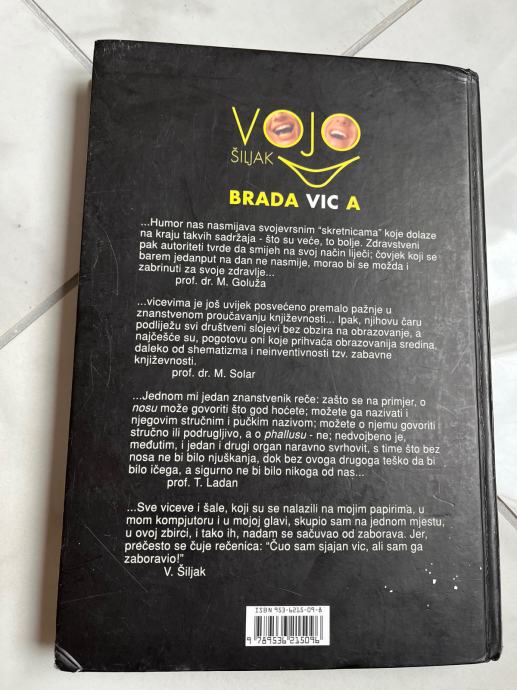 VOJO
ŠILJAK
BRADA VIC A
...Humor nas nasmijava svojevrsnim "skretnicama" koje dolaze
na kraju takvih sadržaja - što su veće, to bolje. Zdravstveni
pak autoriteti tvrde da smijeh na svoj način liječi; čovjek koji se
barem jedanput na dan ne nasmije, morao bi se možda i
zabrinuti za svoje zdravlje...
prof. dr. M. Goluža
...vicevima je još uvijek posvećeno premalo pažnje u
znanstvenom proučavanju književnosti... Ipak, njihovu čaru
podliježu svi društveni slojevi bez obzira na obrazovanje, a
najčešće su, pogotovu oni koje prihvaća obrazovanija sredina,
daleko od shematizma i neinventivnosti tzv. zabavne
književnosti.
prof. dr. M. Solar
...Jednom mi jedan znanstvenik reče: zašto se na primjer, o
nosu može govoriti što god hoćete; možete ga nazivati i
njegovim stručnim i pučkim nazivom; možete o njemu govoriti
stručno ili podrugljivo, a o phallusu - ne; nedvojbeno je,
međutim, i jedan i drugi organ naravno svrhovit, s time što bez
nosa ne bi bilo njuškanja, dok bez ovoga drugoga teško da bi
bilo ičega, a sigurno ne bi bilo nikoga od nas...
prof. T. Ladan
...Sve viceve i šale, koji su se nalazili na mojim papirima, u
mom kompjutoru i u mojoj glavi, skupio sam na jednom mjestu,
u ovoj zbirci, i tako ih, nadam se sačuvao od zaborava. Jer,
prečesto se čuje rečenica: "Čuo sam sjajan vic, ali sam ga
zaboravio!"
V. Šiljak
ISBN 953-6215-09-8
9 789536 215096